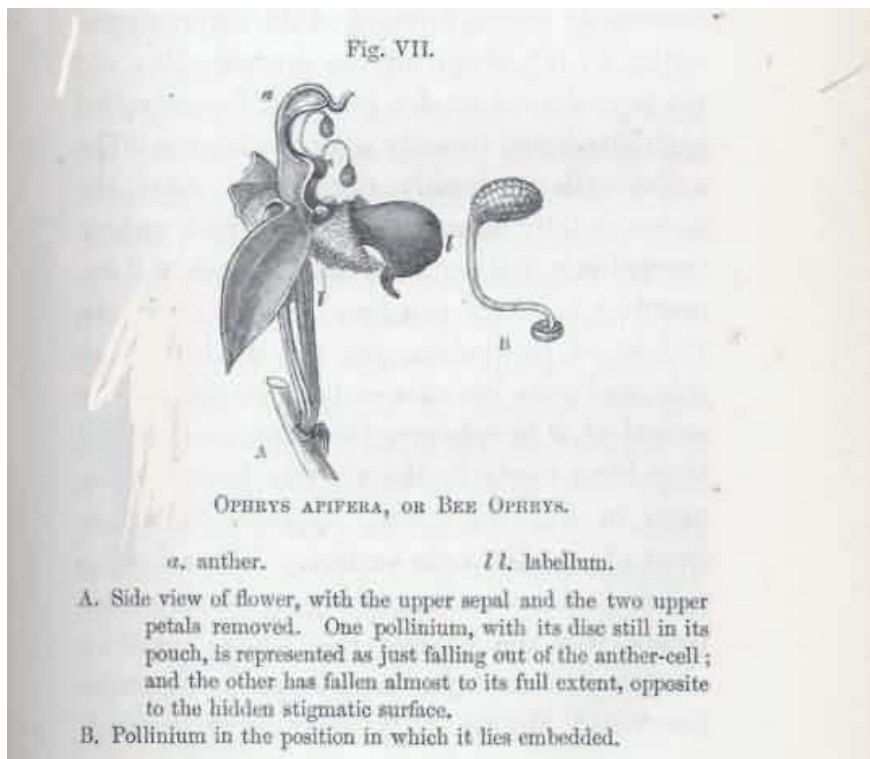 Fig. VII.
a
l
l
B
A
OPHRYS APIFERA, OR BEE OPHRYS.
a. anther. l l. labellum.
A. Side view of flower, with the upper sepal and the two upper
petals removed. One pollinium, with its disc still in its
pouch, is represented as just falling out of the anther-cell;
and the other has fallen almost to its full extent, opposite
to the hidden stigmatic surface.
B. Pollinium in the position in which it lies embedded.